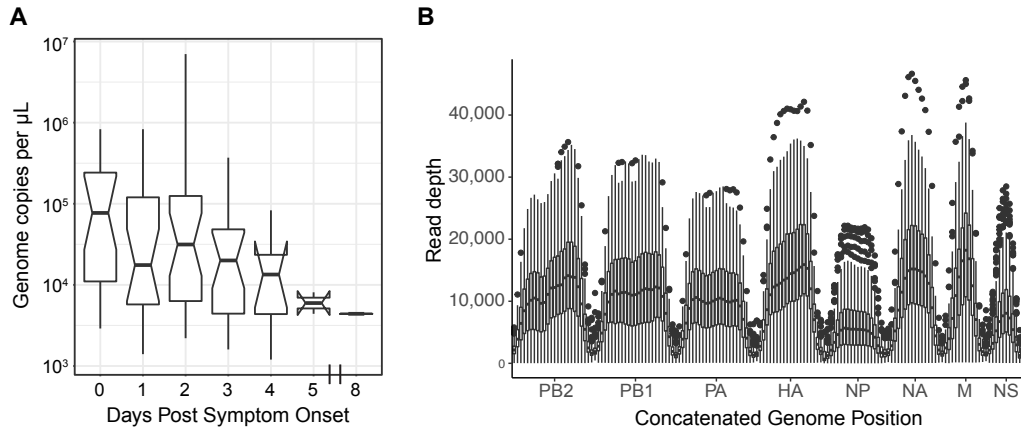 A
10⁷
10⁶
10⁵
10⁴
10³
Genome copies per µL
0 1 2 3 4 5 8
Days Post Symptom Onset
B
40,000
30,000
20,000
10,000
0
Read depth
PB2 PB1 PA HA NP NA M NS
Concatenated Genome Position